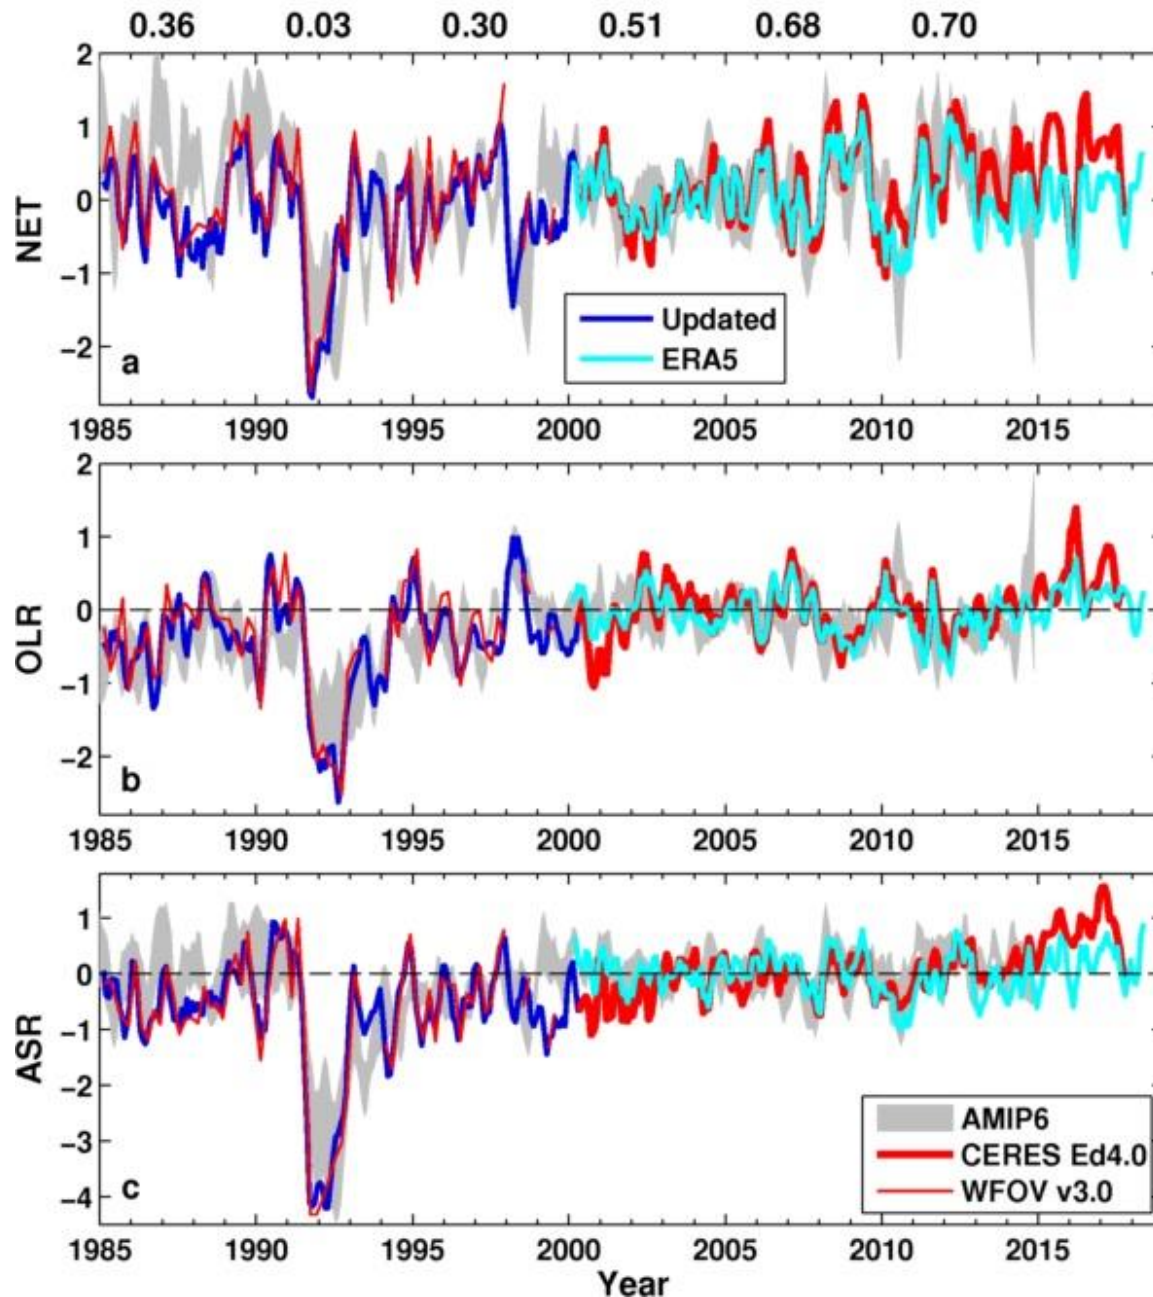 0.36 0.03 0.30 0.51 0.68 0.70
2
1
0
−1
−2
NET
a
Updated
ERA5
1985 1990 1995 2000 2005 2010 2015
2
1
0
−1
−2
OLR
b
1985 1990 1995 2000 2005 2010 2015
1
0
−1
−2
−3
−4
ASR
c
AMIP6
CERES Ed4.0
WFOV v3.0
1985 1990 1995 2000 2005 2010 2015
Year